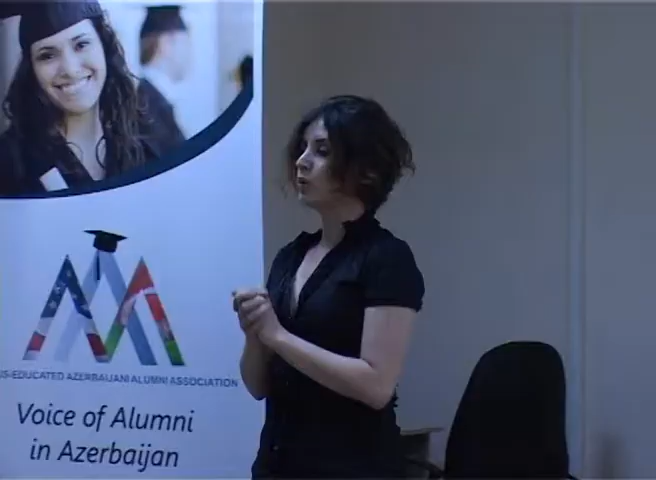 US-EDUCATED AZERBAIJANI ALUMNI ASSOCIATION
Voice of Alumni
in Azerbaijan